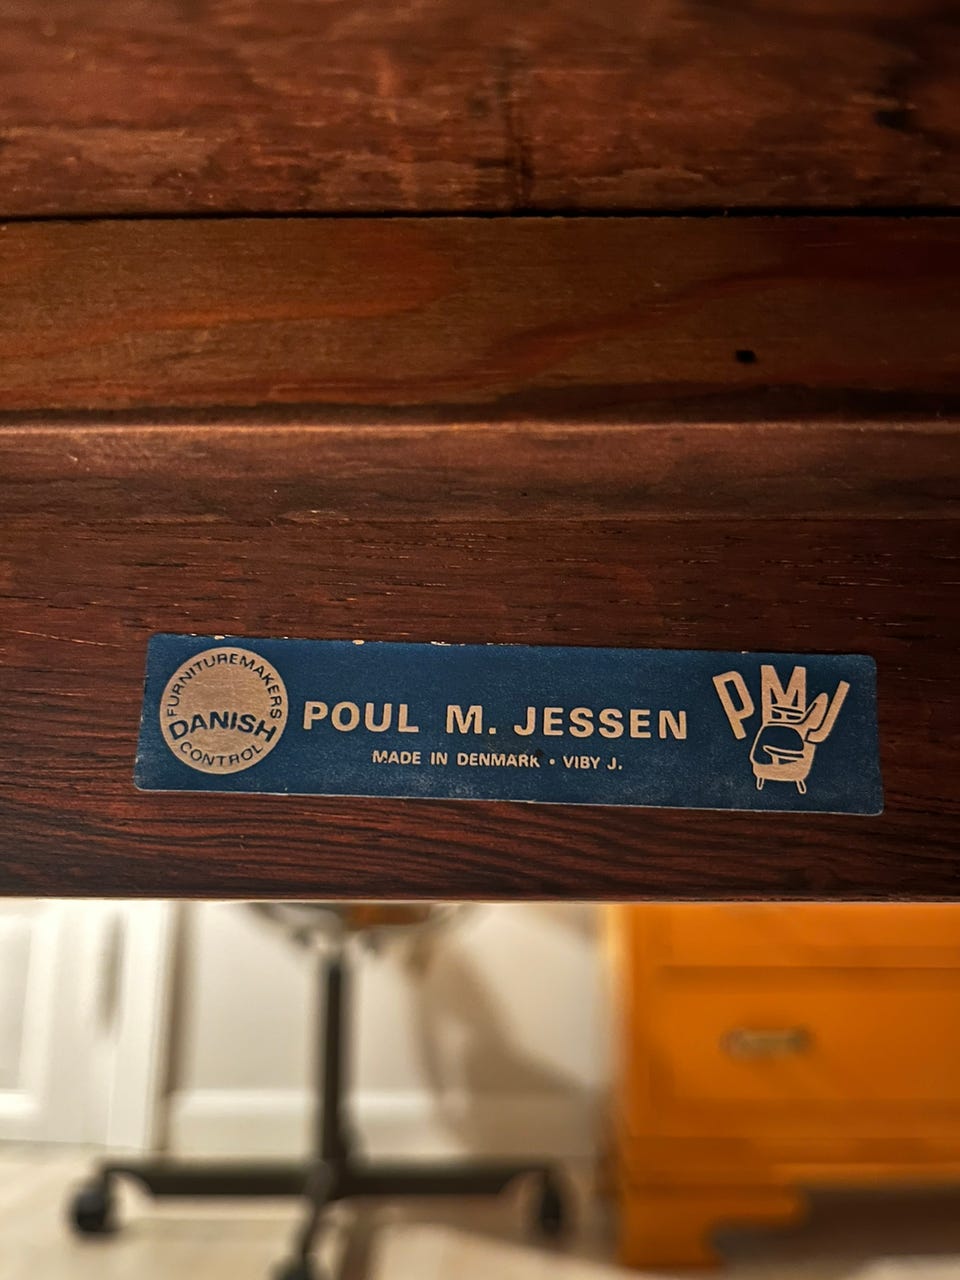 FURNITUREMAKERS
DANISH
CONTROL
POUL M. JESSEN
MADE IN DENMARK • VIBY J.
PMJ